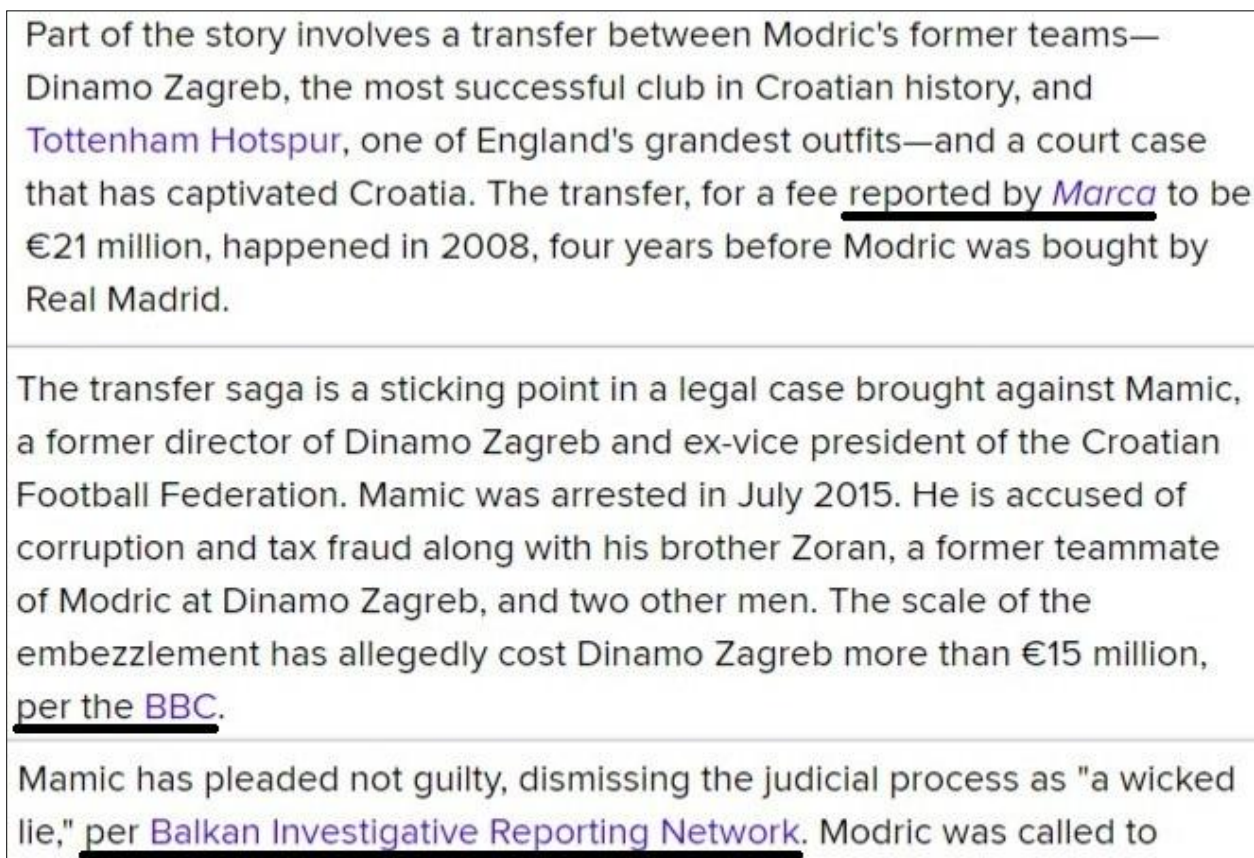 Part of the story involves a transfer between Modric's former teams—
Dinamo Zagreb, the most successful club in Croatian history, and
Tottenham Hotspur, one of England's grandest outfits—and a court case
that has captivated Croatia. The transfer, for a fee reported by Marca to be
€21 million, happened in 2008, four years before Modric was bought by
Real Madrid.
The transfer saga is a sticking point in a legal case brought against Mamic,
a former director of Dinamo Zagreb and ex-vice president of the Croatian
Football Federation. Mamic was arrested in July 2015. He is accused of
corruption and tax fraud along with his brother Zoran, a former teammate
of Modric at Dinamo Zagreb, and two other men. The scale of the
embezzlement has allegedly cost Dinamo Zagreb more than €15 million,
per the BBC.
Mamic has pleaded not guilty, dismissing the judicial process as "a wicked
lie," per Balkan Investigative Reporting Network. Modric was called to